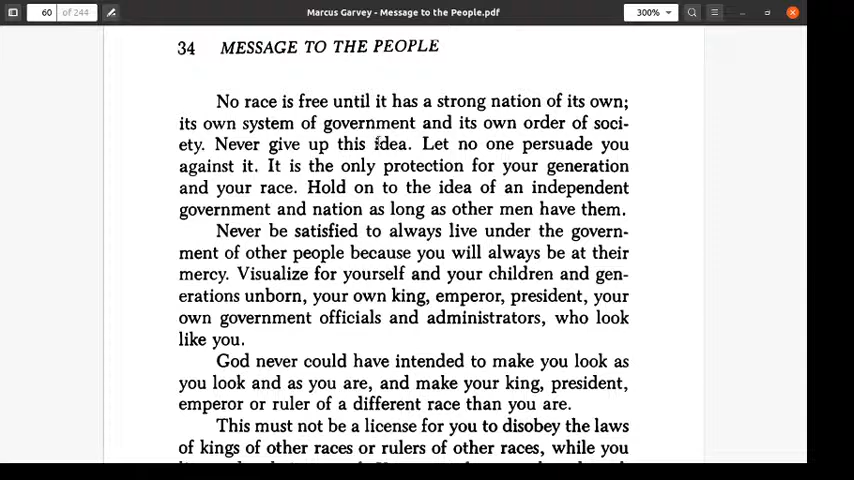 60 of 244
Marcus Garvey - Message to the People.pdf
300%
34 MESSAGE TO THE PEOPLE
No race is free until it has a strong nation of its own;
its own system of government and its own order of soci-
ety. Never give up this idea. Let no one persuade you
against it. It is the only protection for your generation
and your race. Hold on to the idea of an independent
government and nation as long as other men have them.
Never be satisfied to always live under the govern-
ment of other people because you will always be at their
mercy. Visualize for yourself and your children and gen-
erations unborn, your own king, emperor, president, your
own government officials and administrators, who look
like you.
God never could have intended to make you look as
you look and as you are, and make your king, president,
emperor or ruler of a different race than you are.
This must not be a license for you to disobey the laws
of kings of other races or rulers of other races, while you